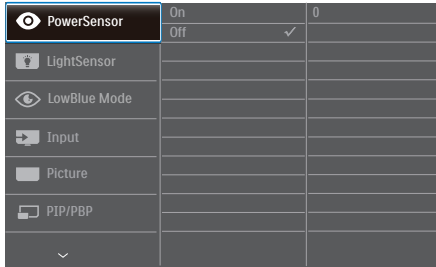 PowerSensor
On
0
Off
LightSensor
LowBlue Mode
Input
Picture
PIP/PBP